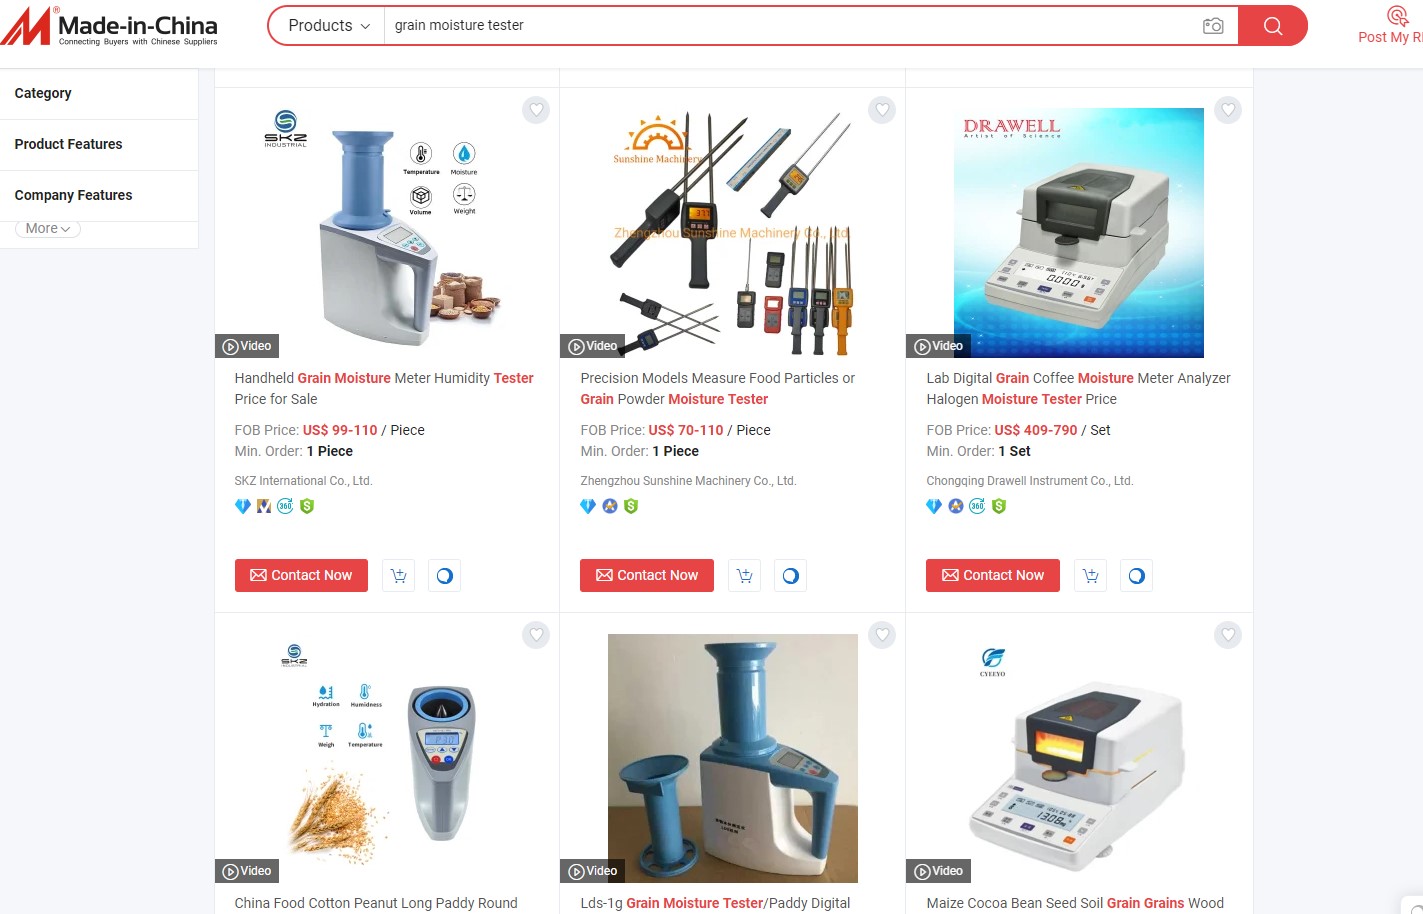 Made-in-China
Connecting Buyers with Chinese Suppliers
Products
grain moisture tester
Post My R
Category
Product Features
Company Features
More
SKZ
INDUSTRIAL
Temperature
Moisture
Volume
Weight
Video
Handheld Grain Moisture Meter Humidity Tester
Price for Sale
FOB Price: US$ 99-110 / Piece
Min. Order: 1 Piece
SKZ International Co., Ltd.
360
Contact Now
Sunshine Machinery
Zhengzhou Sunshine Machinery Co., Ltd.
Video
Precision Models Measure Food Particles or
Grain Powder Moisture Tester
FOB Price: US$ 70-110 / Piece
Min. Order: 1 Piece
Zhengzhou Sunshine Machinery Co., Ltd.
Contact Now
DRAWELL
Artist of Science
0.000 g
Video
Lab Digital Grain Coffee Moisture Meter Analyzer
Halogen Moisture Tester Price
FOB Price: US$ 409-790 / Set
Min. Order: 1 Set
Chongqing Drawell Instrument Co., Ltd.
360
Contact Now
SKZ
INDUSTRIAL
Hydration
Humidness
Weigh
Temperature
Video
China Food Cotton Peanut Long Paddy Round
Video
Lds-1g Grain Moisture Tester/Paddy Digital
CYEEYO
Video
Maize Cocoa Bean Seed Soil Grain Grains Wood